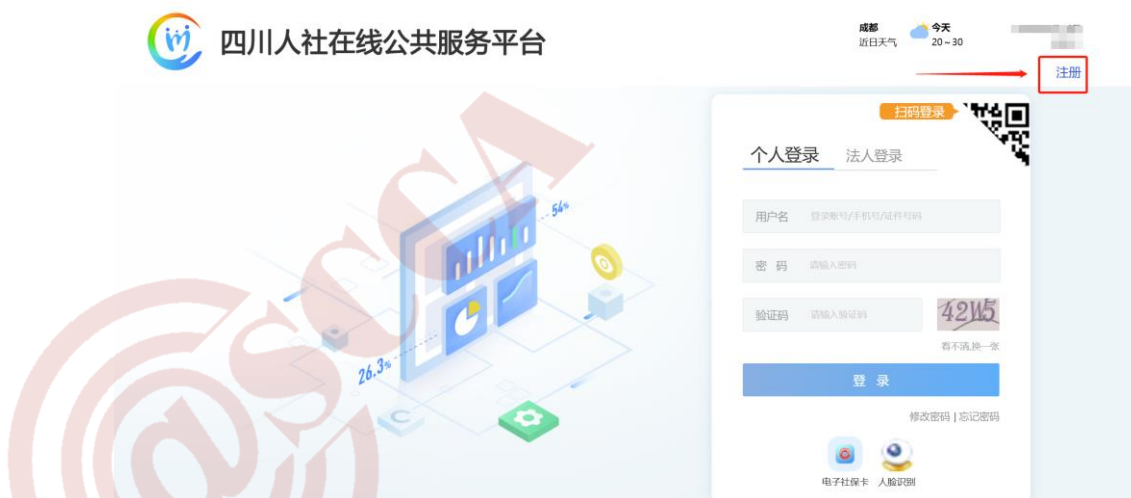 四川人社在线公共服务平台
成都
近日天气
今天
20~30
注册
扫码登录
个人登录 法人登录
用户名 登录账号/手机号/证件号码
密 码 请输入密码
验证码 请输入验证码 42W5
看不清,换一张
登 录
修改密码 | 忘记密码
电子社保卡 人脸识别
54%
26.3%
C
@SCCA